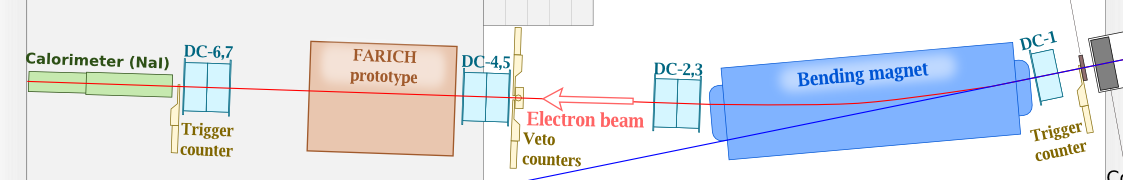 Calorimeter (NaI)
DC-6,7
Trigger
counter
FARICH
prototype
DC-4,5
Electron beam
Veto
counters
DC-2,3
Bending magnet
DC-1
Trigger
counter